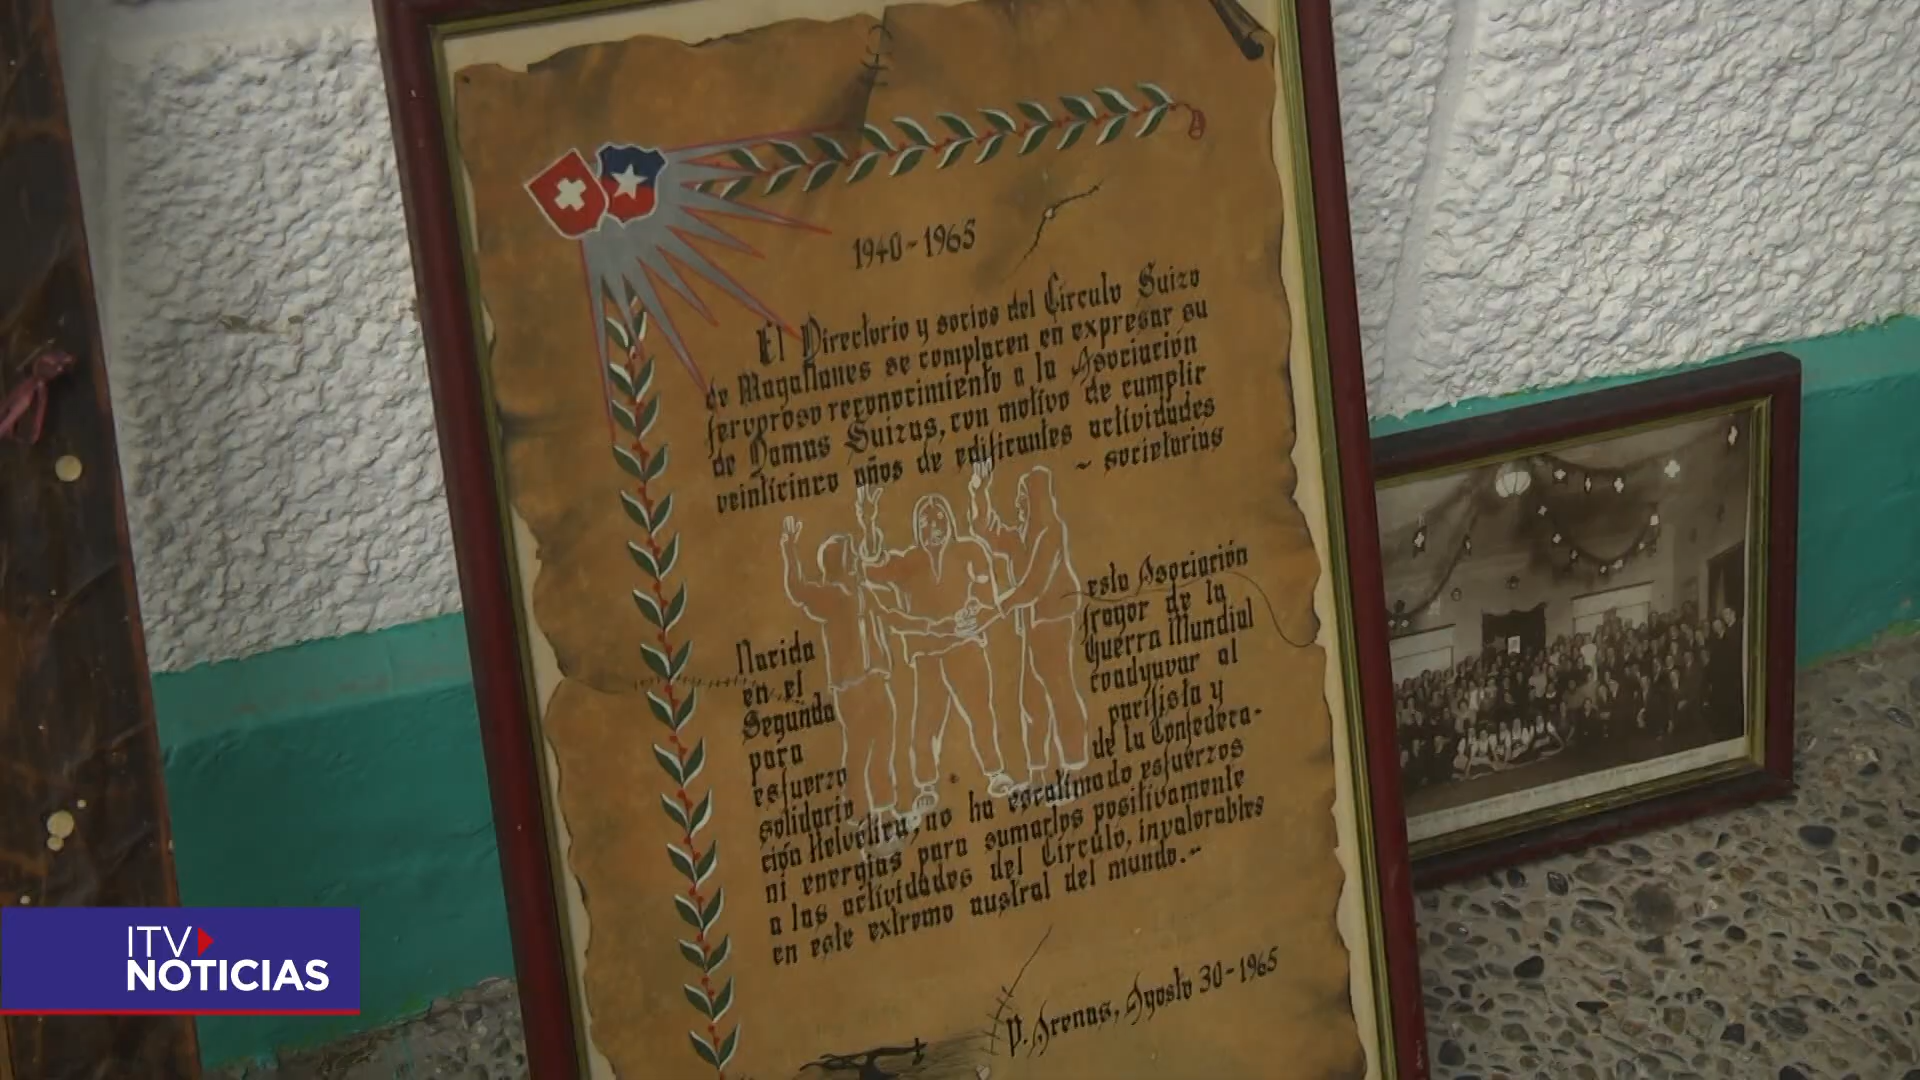 1940-1965
El Directorio y socios del Círculo Suizo
de Magallanes se complacen en expresar su
fervoroso reconocimiento a la Asociación
de Damas Suizas, con motivo de cumplir
veinticinco años de edificantes actividades
~ societarias
Nacida esta Asociación
en el fragor de la
Segunda Guerra Mundial
para coadyuvar al
esfuerzo pacifista y
solidario de la Confedera-
ción Helvética, no ha escatimado esfuerzos
ni energías para sumarlos positivamente
a las actividades del Círculo, invalorables
en este extremo austral del mundo.-
P. Arenas, Agosto 30-1965
ITV
NOTICIAS